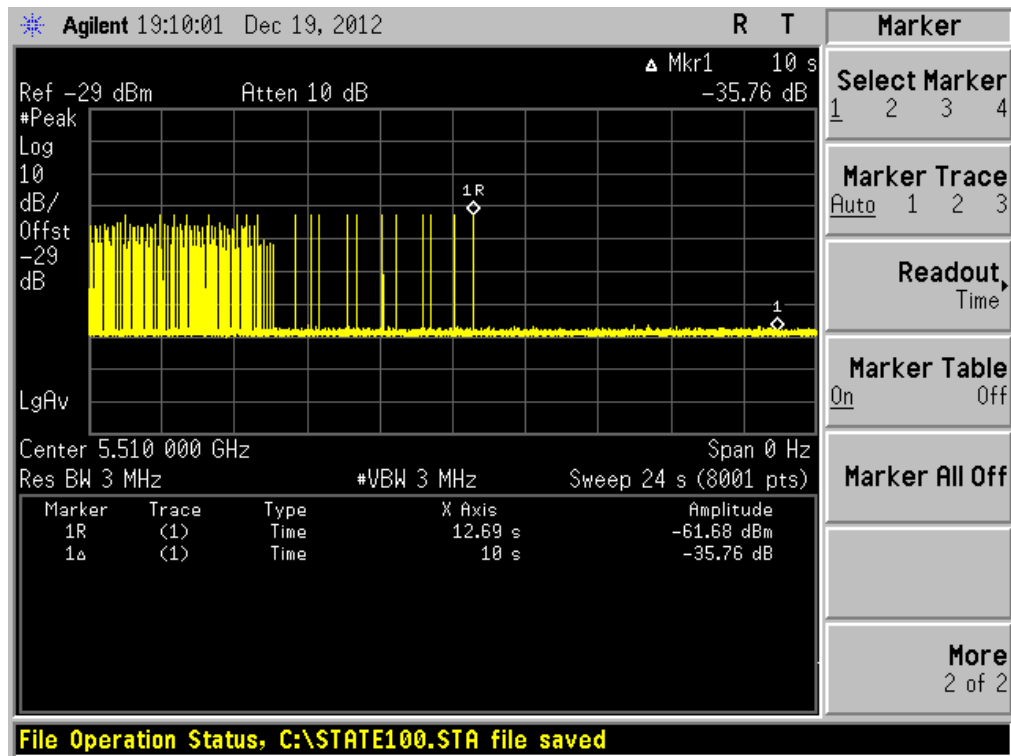 Agilent 19:10:01 Dec 19, 2012 R T
Δ Mkr1 10 s
Ref −29 dBm Atten 10 dB −35.76 dB
#Peak
Log
10
dB/
Offst
−29
dB
1R
1
LgAv
Center 5.510 000 GHz Span 0 Hz
Res BW 3 MHz #VBW 3 MHz Sweep 24 s (8001 pts)
Marker Trace Type X Axis Amplitude
1R (1) Time 12.69 s −61.68 dBm
1Δ (1) Time 10 s −35.76 dB
File Operation Status, C:\STATE100.STA file saved
Marker
Select Marker
1 2 3 4
Marker Trace
Auto 1 2 3
Readout
Time
Marker Table
On Off
Marker All Off
More
2 of 2